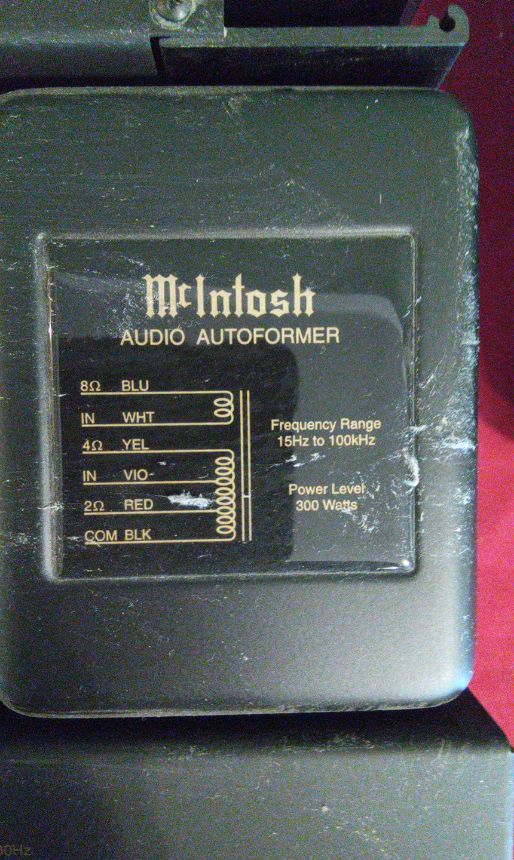 McIntosh
AUDIO AUTOFORMER
8Ω BLU
IN WHT
4Ω YEL
IN VIO
2Ω RED
COM BLK
Frequency Range
15Hz to 100kHz
Power Level
300 Watts